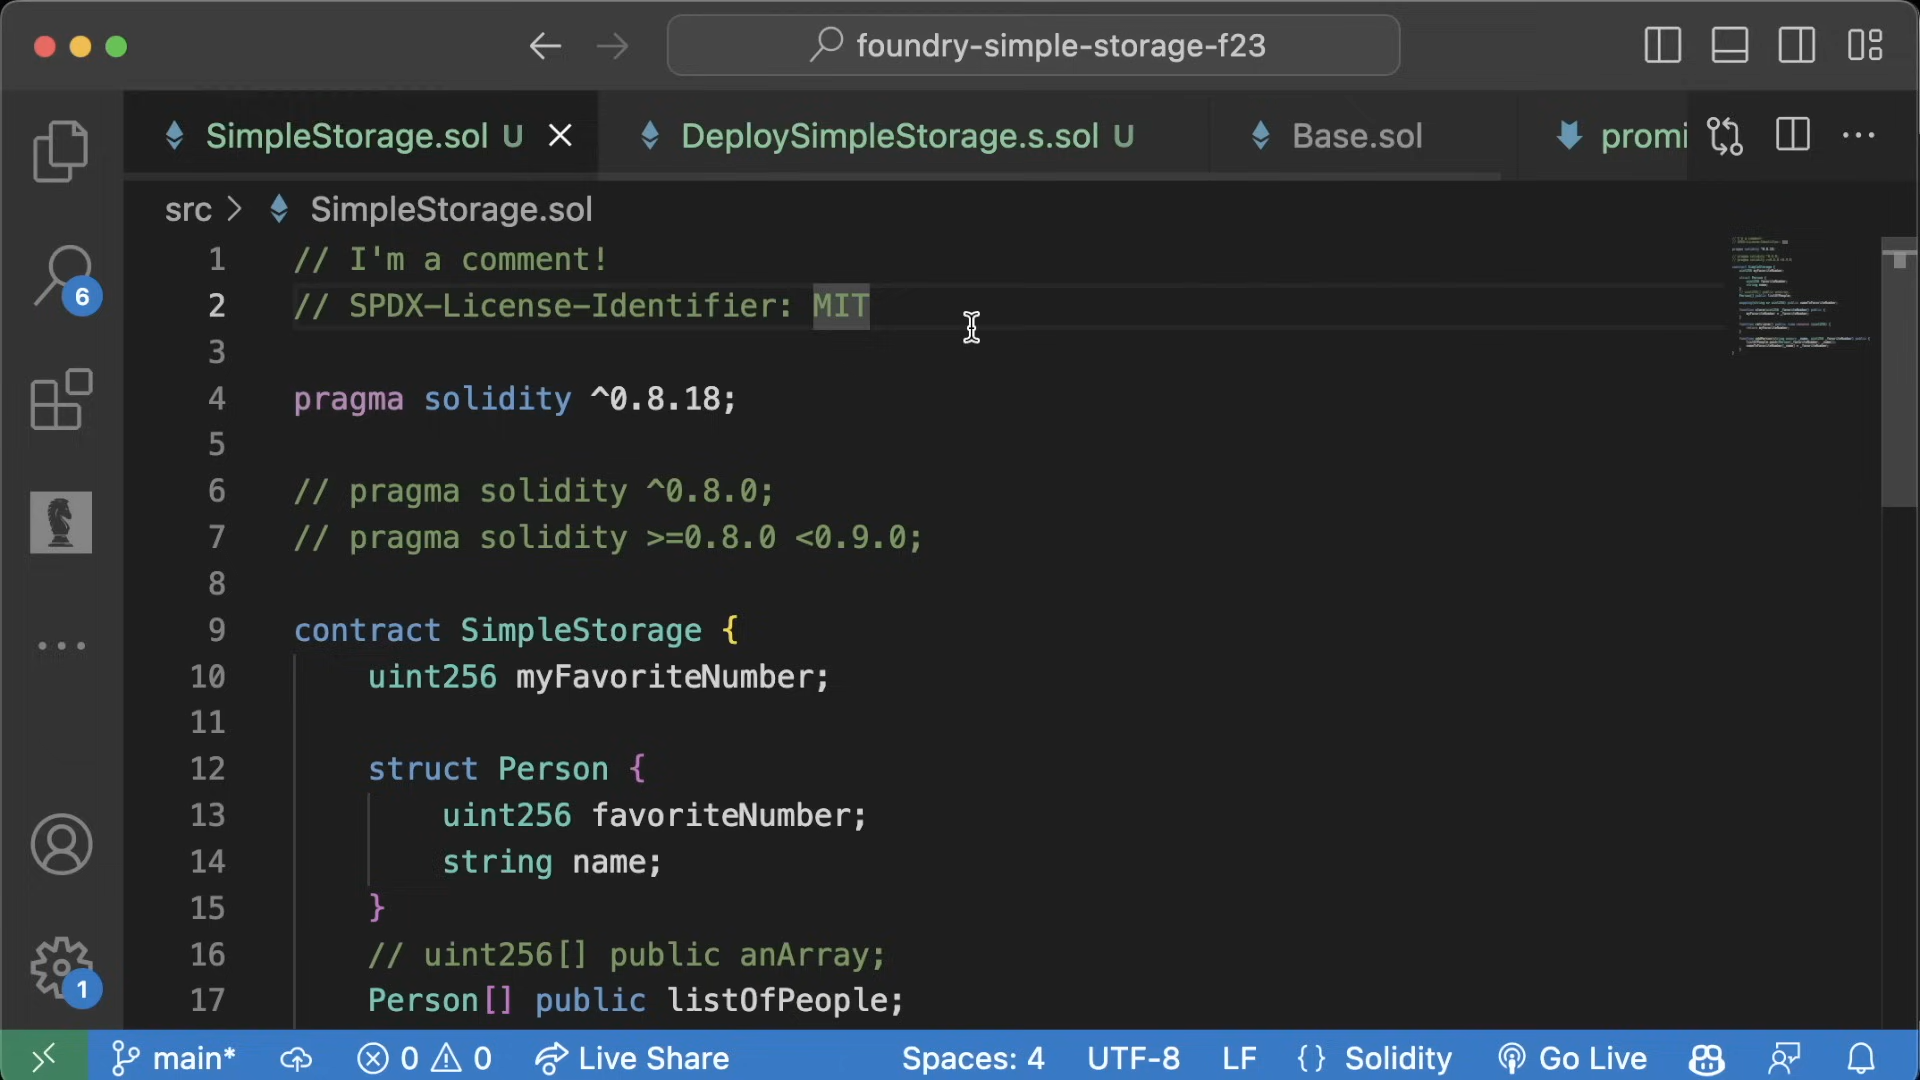 foundry-simple-storage-f23
SimpleStorage.sol U
DeploySimpleStorage.s.sol U
Base.sol
promi
src > SimpleStorage.sol
1 // I'm a comment!
2 // SPDX-License-Identifier: MIT
3
4 pragma solidity ^0.8.18;
5
6 // pragma solidity ^0.8.0;
7 // pragma solidity >=0.8.0 <0.9.0;
8
9 contract SimpleStorage {
10 uint256 myFavoriteNumber;
11
12 struct Person {
13 uint256 favoriteNumber;
14 string name;
15 }
16 // uint256[] public anArray;
17 Person[] public listOfPeople;
6
1
main* 0 0 Live Share Spaces: 4 UTF-8 LF {} Solidity Go Live